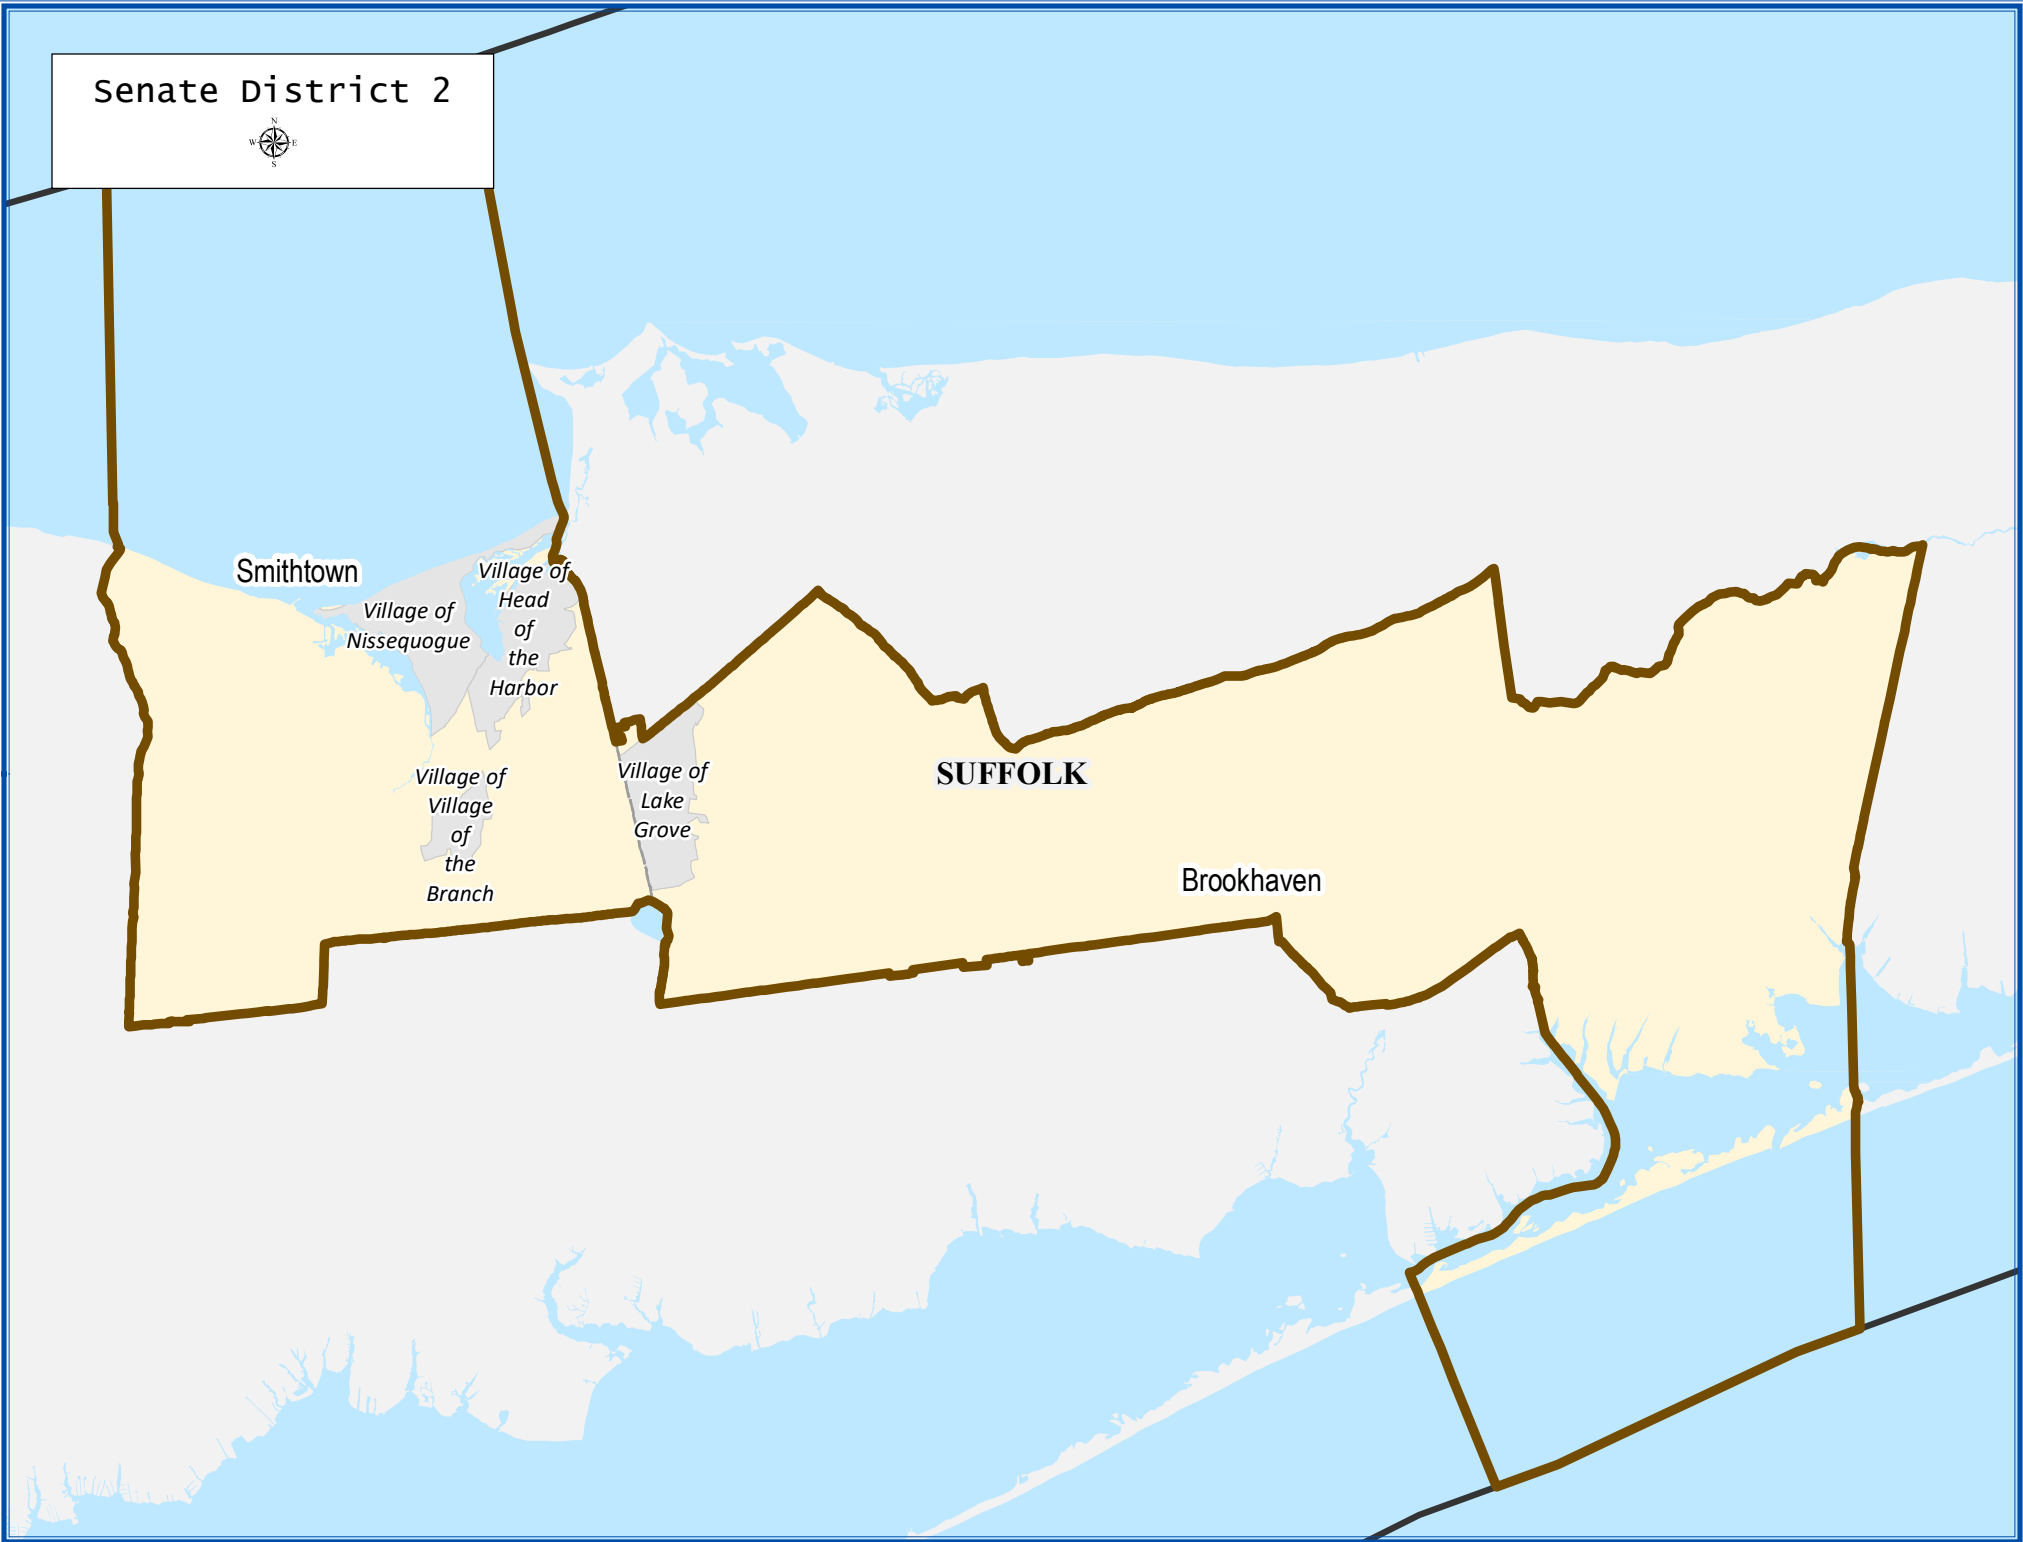 Senate District 2
N
W E
S
Smithtown
Village of
Nissequogue
Village of
Head
of
the
Harbor
Village of
Village
of
the
Branch
Village of
Lake
Grove
SUFFOLK
Brookhaven